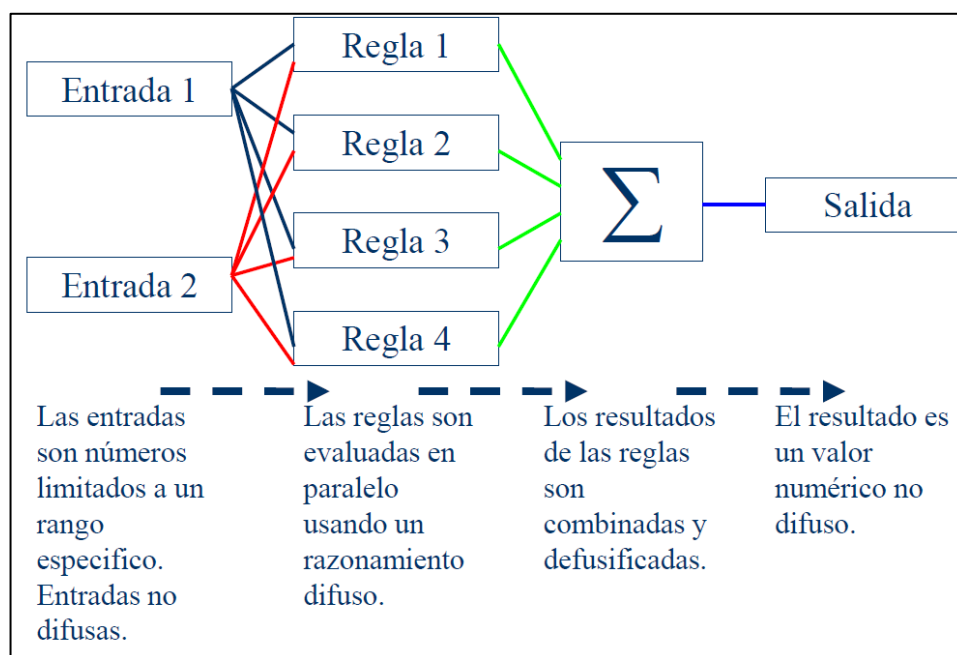 Entrada 1
Entrada 2
Regla 1
Regla 2
Regla 3
Regla 4
Σ
Salida
Las entradas
son números
limitados a un
rango
especifico.
Entradas no
difusas.
Las reglas son
evaluadas en
paralelo
usando un
razonamiento
difuso.
Los resultados
de las reglas
son
combinadas y
defusificadas.
El resultado es
un valor
numérico no
difuso.